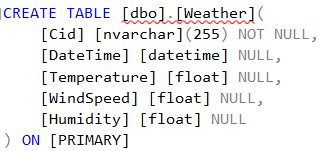 CREATE TABLE [dbo].[Weather](
[Cid] [nvarchar](255) NOT NULL,
[DateTime] [datetime] NULL,
[Temperature] [float] NULL,
[WindSpeed] [float] NULL,
[Humidity] [float] NULL
) ON [PRIMARY]